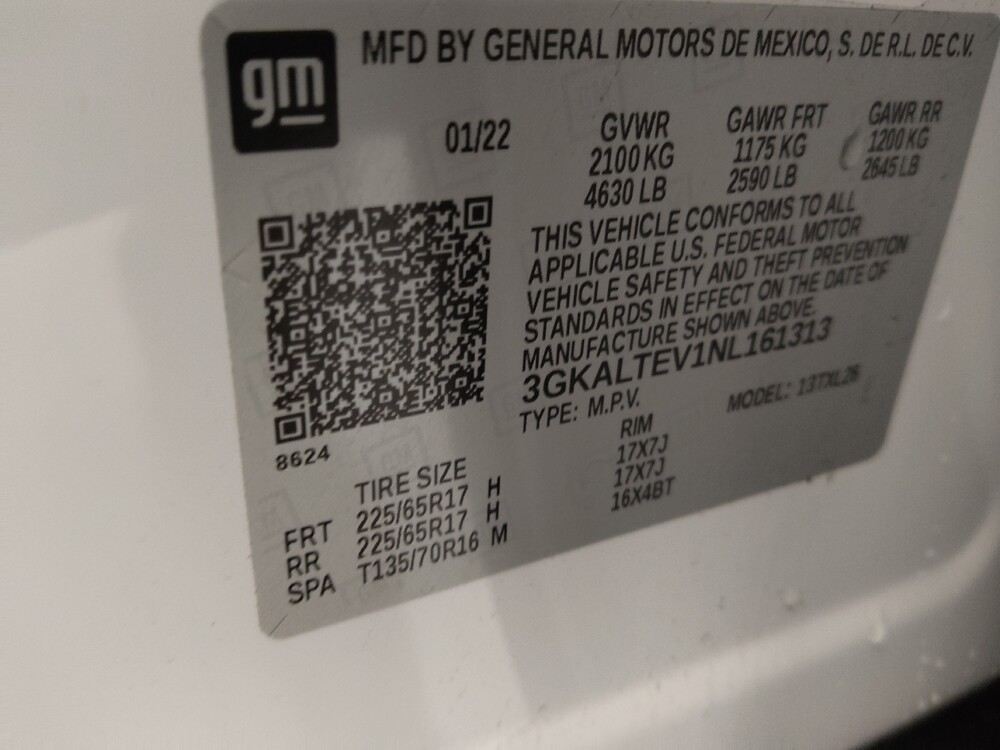 gm
MFD BY GENERAL MOTORS DE MEXICO, S. DE R.L. DE C.V.
01/22
GVWR GAWR FRT GAWR RR
2100 KG 1175 KG 1200 KG
4630 LB 2590 LB 2645 LB
THIS VEHICLE CONFORMS TO ALL
APPLICABLE U.S. FEDERAL MOTOR
VEHICLE SAFETY AND THEFT PREVENTION
STANDARDS IN EFFECT ON THE DATE OF
MANUFACTURE SHOWN ABOVE.
3GKALTEV1NL161313
TYPE: M.P.V. MODEL: 13TXL26
8624
TIRE SIZE RIM
FRT 225/65R17 H 17X7J
RR 225/65R17 H 17X7J
SPA T135/70R16 M 16X4BT